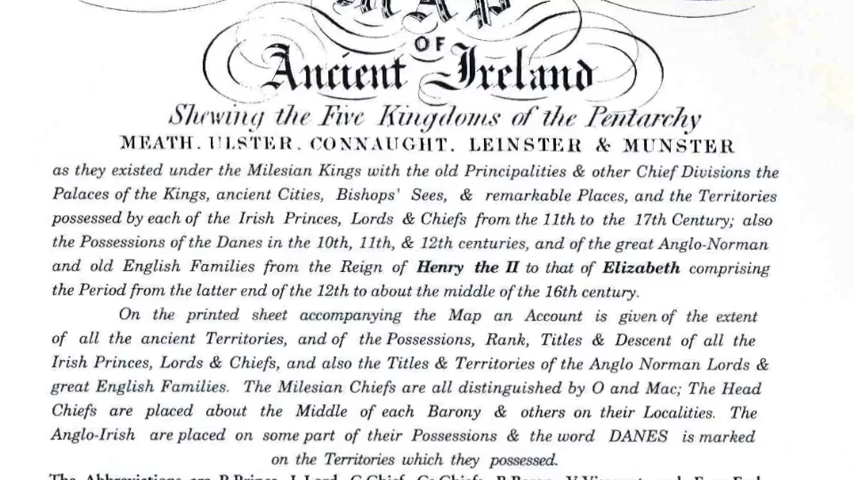 MAP
OF
Ancient Ireland
Shewing the Five Kingdoms of the Pentarchy
MEATH, ULSTER, CONNAUGHT, LEINSTER & MUNSTER
as they existed under the Milesian Kings with the old Principalities & other Chief Divisions the
Palaces of the Kings, ancient Cities, Bishops' Sees, & remarkable Places, and the Territories
possessed by each of the Irish Princes, Lords & Chiefs from the 11th to the 17th Century; also
the Possessions of the Danes in the 10th, 11th, & 12th centuries, and of the great Anglo-Norman
and old English Families from the Reign of Henry the II to that of Elizabeth comprising
the Period from the latter end of the 12th to about the middle of the 16th century.
On the printed sheet accompanying the Map an Account is given of the extent
of all the ancient Territories, and of the Possessions, Rank, Titles & Descent of all the
Irish Princes, Lords & Chiefs, and also the Titles & Territories of the Anglo Norman Lords &
great English Families. The Milesian Chiefs are all distinguished by O and Mac; The Head
Chiefs are placed about the Middle of each Barony & others on their Localities. The
Anglo-Irish are placed on some part of their Possessions & the word DANES is marked
on the Territories which they possessed.
The Abbreviations are P.Prince, L.Lord, C.Chief,